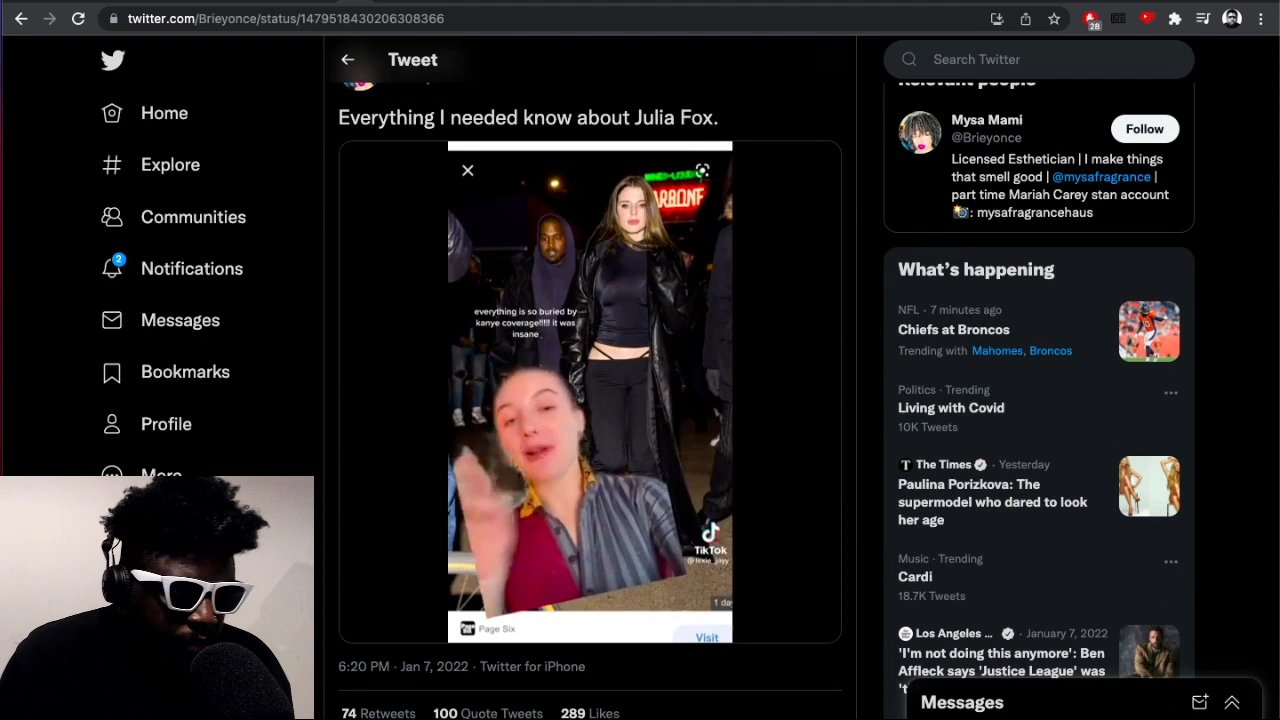 twitter.com/Brieyonce/status/1479518430206308366
28
Tweet
Search Twitter
Home
Explore
Communities
2
Notifications
Messages
Bookmarks
Profile
More
Everything I needed know about Julia Fox.
CARBONE
everything is so buried by
kanye coverage!!!!! it was
insane
TikTok
@lexie_jayy
1 da
Page Six
Visit
6:20 PM · Jan 7, 2022 · Twitter for iPhone
74 Retweets 100 Quote Tweets 289 Likes
Relevant people
Mysa Mami
@Brieyonce
Follow
Licensed Esthetician | I make things
that smell good | @mysafragrance |
part time Mariah Carey stan account
: mysafragrancehaus
What's happening
NFL · 7 minutes ago
Chiefs at Broncos
Trending with Mahomes, Broncos
Politics · Trending
Living with Covid
10K Tweets
The Times · Yesterday
Paulina Porizkova: The
supermodel who dared to look
her age
Music · Trending
Cardi
18.7K Tweets
Los Angeles ... · January 7, 2022
'I'm not doing this anymore': Ben
Affleck says 'Justice League' was
Messages